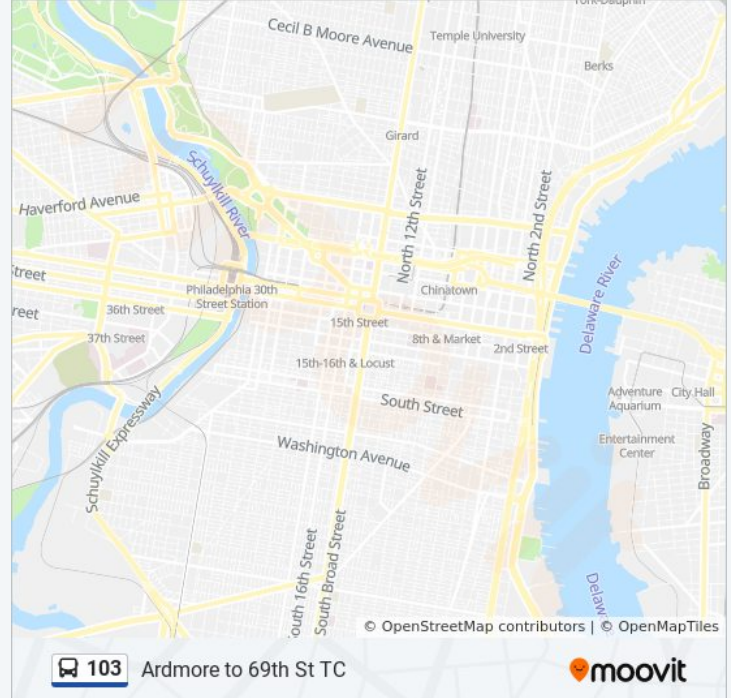 York-Dauphin
Cecil B Moore Avenue
Temple University
Berks
Girard
Schuylkill River
Haverford Avenue
North 12th Street
North 2nd Street
Delaware River
treet
Philadelphia 30th
Street Station
Chinatown
reet
36th Street
15th Street
37th Street
8th & Market
2nd Street
15th-16th & Locust
Adventure
Aquarium
City Hall
South Street
Schuylkill Expressway
Washington Avenue
Entertainment
Center
Broadway
outh 16th Street
South Broad Street
Delaw
© OpenStreetMap contributors | © OpenMapTiles
103 Ardmore to 69th St TC
moovit